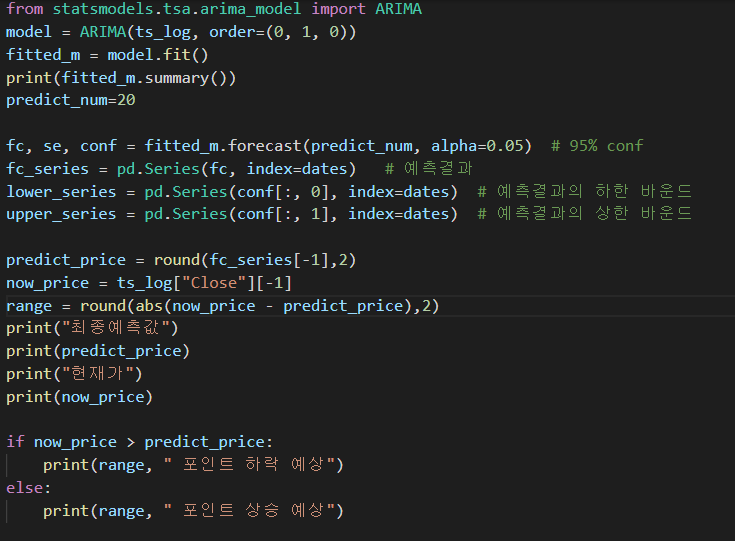 from statsmodels.tsa.arima_model import ARIMA
model = ARIMA(ts_log, order=(0, 1, 0))
fitted_m = model.fit()
print(fitted_m.summary())
predict_num=20
fc, se, conf = fitted_m.forecast(predict_num, alpha=0.05)  # 95% conf
fc_series = pd.Series(fc, index=dates)   # 예측결과
lower_series = pd.Series(conf[:, 0], index=dates)  # 예측결과의 하한 바운드
upper_series = pd.Series(conf[:, 1], index=dates)  # 예측결과의 상한 바운드
predict_price = round(fc_series[-1],2)
now_price = ts_log["Close"][-1]
range = round(abs(now_price - predict_price),2)
print("최종예측값")
print(predict_price)
print("현재가")
print(now_price)
if now_price > predict_price:
    print(range, " 포인트 하락 예상")
else:
    print(range, " 포인트 상승 예상")